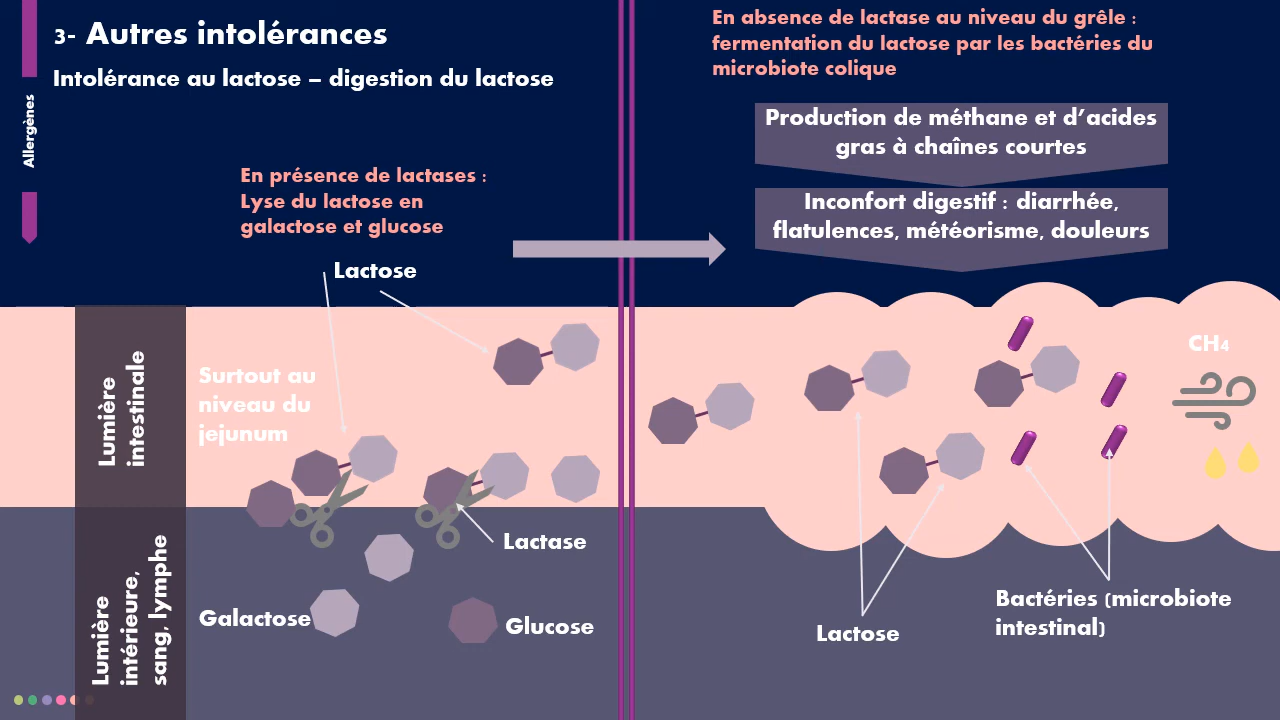 3- Autres intolérances
Intolérance au lactose – digestion du lactose
Allergènes
En présence de lactases :
Lyse du lactose en
galactose et glucose
Lactose
Surtout au
niveau du
jejunum
Lumière
intestinale
Lactase
Galactose
Glucose
Lumière
intérieure,
sang, lymphe
En absence de lactase au niveau du grêle :
fermentation du lactose par les bactéries du
microbiote colique
Production de méthane et d’acides
gras à chaînes courtes
Inconfort digestif : diarrhée,
flatulences, météorisme, douleurs
CH4
Lactose
Bactéries (microbiote
intestinal)